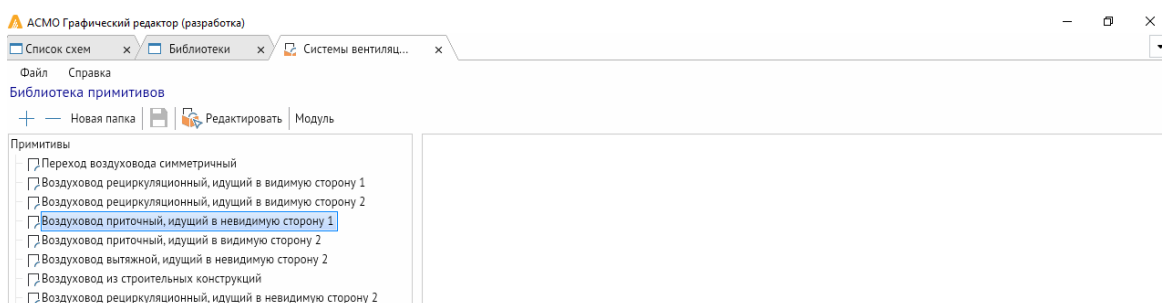 АСМО Графический редактор (разработка)
Список схем Библиотеки Системы вентиляц...
Файл Справка
Библиотека примитивов
Новая папка Редактировать Модуль
Примитивы
Переход воздуховода симметричный
Воздуховод рециркуляционный, идущий в видимую сторону 1
Воздуховод рециркуляционный, идущий в видимую сторону 2
Воздуховод приточный, идущий в невидимую сторону 1
Воздуховод приточный, идущий в видимую сторону 2
Воздуховод вытяжной, идущий в невидимую сторону 2
Воздуховод из строительных конструкций
Воздуховод рециркуляционный, идущий в невидимую сторону 2